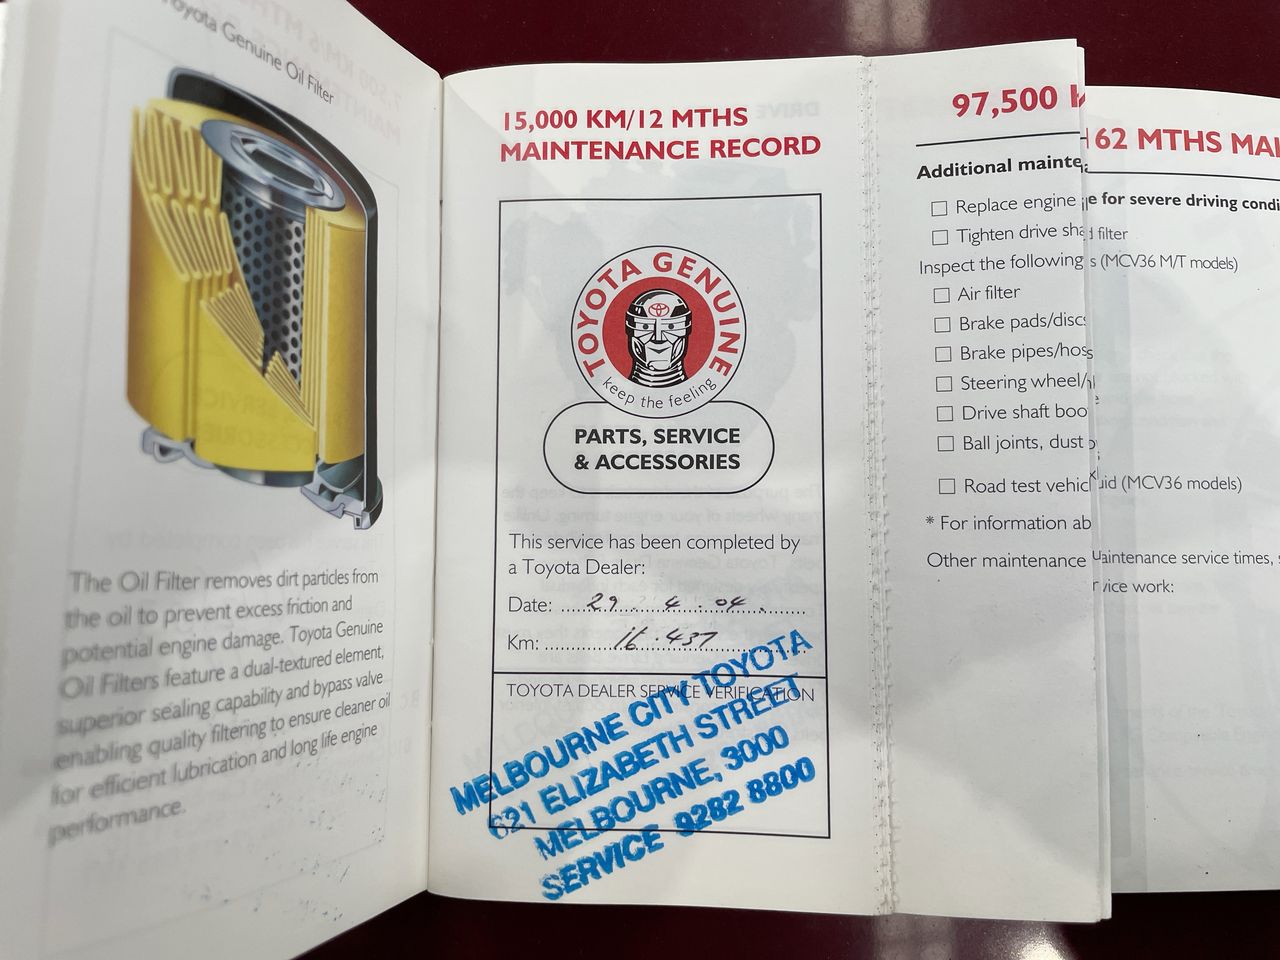 Toyota Genuine Oil Filter
The Oil Filter removes dirt particles from
the oil to prevent excess friction and
potential engine damage. Toyota Genuine
Oil Filters feature a dual-textured element,
superior sealing capability and bypass valve
enabling quality filtering to ensure cleaner oil
for efficient lubrication and long life engine
performance.
15,000 KM/12 MTHS
MAINTENANCE RECORD
TOYOTA GENUINE
keep the feeling
PARTS, SERVICE
& ACCESSORIES
This service has been completed by
a Toyota Dealer:
Date: 29 . 4 . 04 .
Km: 16.437
TOYOTA DEALER SERVICE VERIFICATION
MELBOURNE CITY TOYOTA
621 ELIZABETH STREET
MELBOURNE, 3000
SERVICE 9282 8800
97,500
Additional mainte
Replace engine
Tighten drive sha
Inspect the following
Air filter
Brake pads/discs
Brake pipes/hos
Steering wheel/
Drive shaft boo
Ball joints, dust
Road test vehic
* For information ab
Other maintenance
62 MTHS MAI
e for severe driving condi
filter
s (MCV36 M/T models)
uid (MCV36 models)
aintenance service times,
vice work: